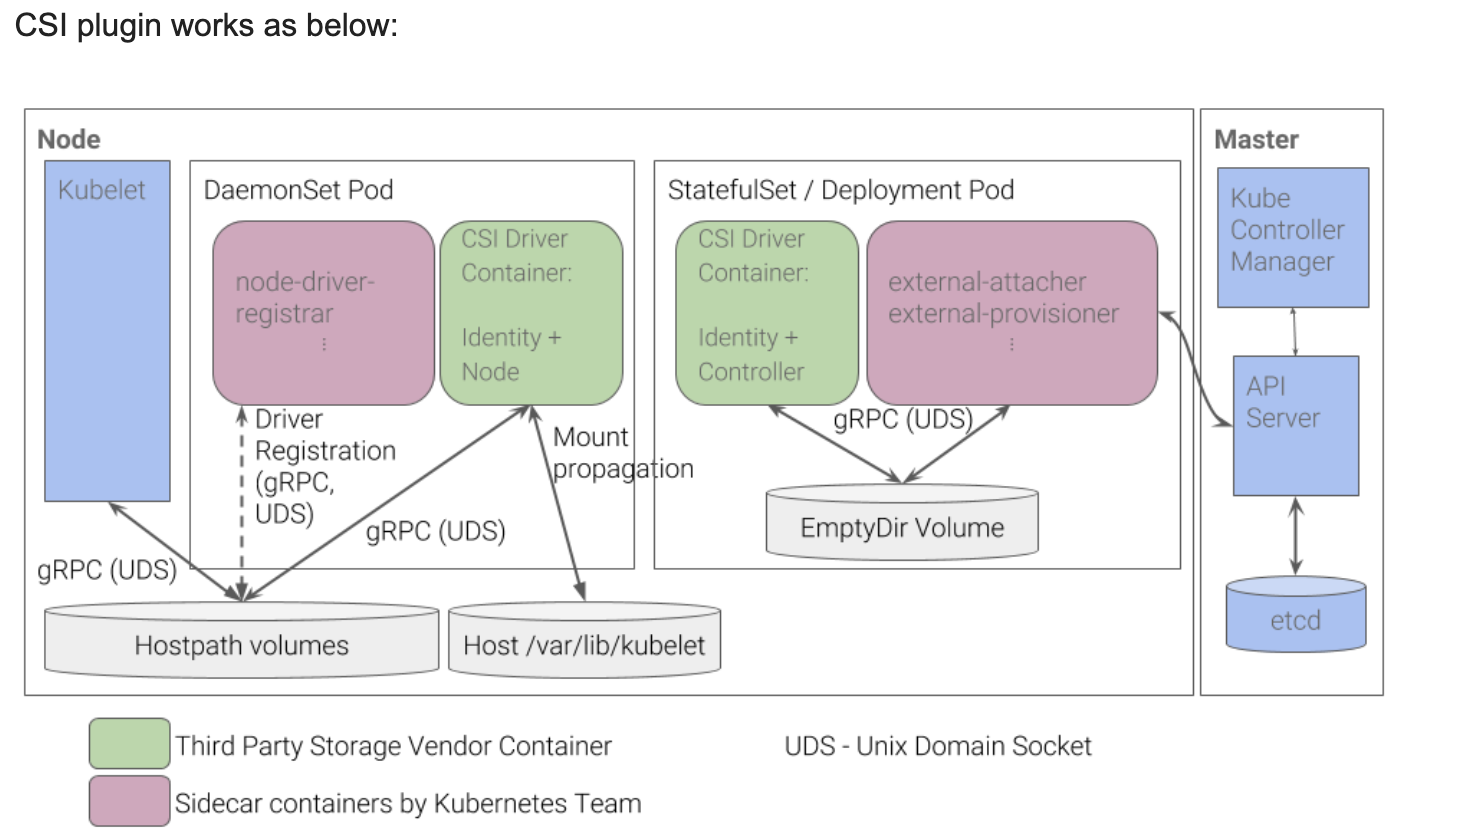 CSI plugin works as below:
Node
Kubelet
DaemonSet Pod
node-driver-
registrar
⋮
CSI Driver
Container:
Identity +
Node
StatefulSet / Deployment Pod
CSI Driver
Container:
Identity +
Controller
external-attacher
external-provisioner
⋮
Master
Kube
Controller
Manager
API
Server
etcd
Driver
Registration
(gRPC,
UDS)
Mount
propagation
gRPC (UDS)
gRPC (UDS)
gRPC (UDS)
EmptyDir Volume
Hostpath volumes
Host /var/lib/kubelet
Third Party Storage Vendor Container
UDS - Unix Domain Socket
Sidecar containers by Kubernetes Team